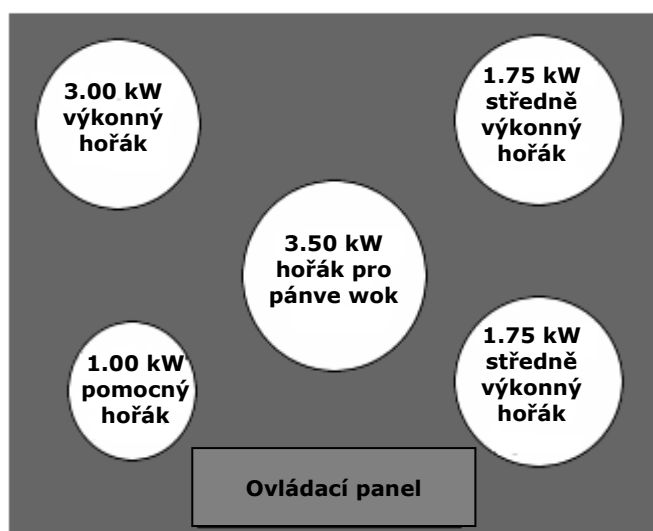 3.00 kW
výkonný
hořák
1.75 kW
středně
výkonný
hořák
3.50 kW
hořák pro
pánve wok
1.00 kW
pomocný
hořák
1.75 kW
středně
výkonný
hořák
Ovládací panel